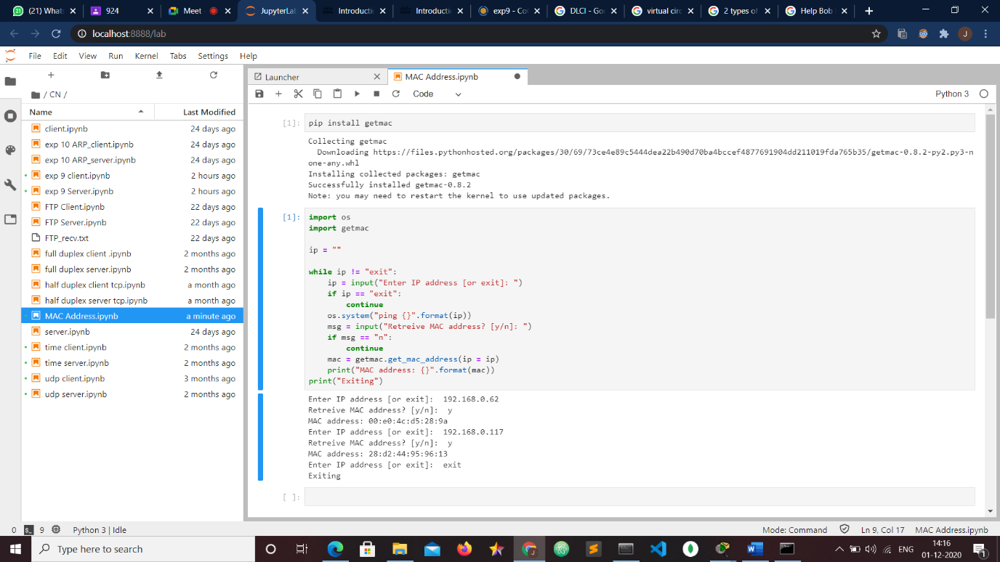 (21) Whats
924
Meet -
JupyterLab
Introductio
Introductio
exp9 - Co
DLCI - Goo
virtual circ
2 types of
Help Bob
localhost:8888/lab
J
File Edit View Run Kernel Tabs Settings Help
/ CN /
Name Last Modified
client.ipynb 24 days ago
exp 10 ARP_client.ipynb 24 days ago
exp 10 ARP_server.ipynb 24 days ago
exp 9 client.ipynb 2 hours ago
exp 9 Server.ipynb 2 hours ago
FTP Client.ipynb 22 days ago
FTP Server.ipynb 22 days ago
FTP_recv.txt 22 days ago
full duplex client .ipynb 2 months ago
full duplex server.ipynb 2 months ago
half duplex client tcp.ipynb a month ago
half duplex server tcp.ipynb a month ago
MAC Address.ipynb a minute ago
server.ipynb 24 days ago
time client.ipynb 2 months ago
time server.ipynb 2 months ago
udp client.ipynb 3 months ago
udp server.ipynb 2 months ago
Launcher
MAC Address.ipynb
Code
Python 3
[1]: pip install getmac
Collecting getmac
Downloading https://files.pythonhosted.org/packages/30/69/73ce4e89c5444dea22b490d70ba4bccef4877691904dd211019fda765b35/getmac-0.8.2-py2.py3-n
one-any.whl
Installing collected packages: getmac
Successfully installed getmac-0.8.2
Note: you may need to restart the kernel to use updated packages.
[1]: import os
import getmac
ip = ""
while ip != "exit":
ip = input("Enter IP address [or exit]: ")
if ip == "exit":
continue
os.system("ping {}".format(ip))
msg = input("Retreive MAC address? [y/n]: ")
if msg == "n":
continue
mac = getmac.get_mac_address(ip = ip)
print("MAC address: {}".format(mac))
print("Exiting")
Enter IP address [or exit]: 192.168.0.62
Retreive MAC address? [y/n]: y
MAC address: 00:e0:4c:d5:28:9a
Enter IP address [or exit]: 192.168.0.117
Retreive MAC address? [y/n]: y
MAC address: 28:d2:44:95:96:13
Enter IP address [or exit]: exit
Exiting
[ ]:
0 9 Python 3 | Idle
Mode: Command Ln 9, Col 17 MAC Address.ipynb
Type here to search
ENG
14:16
01-12-2020
1